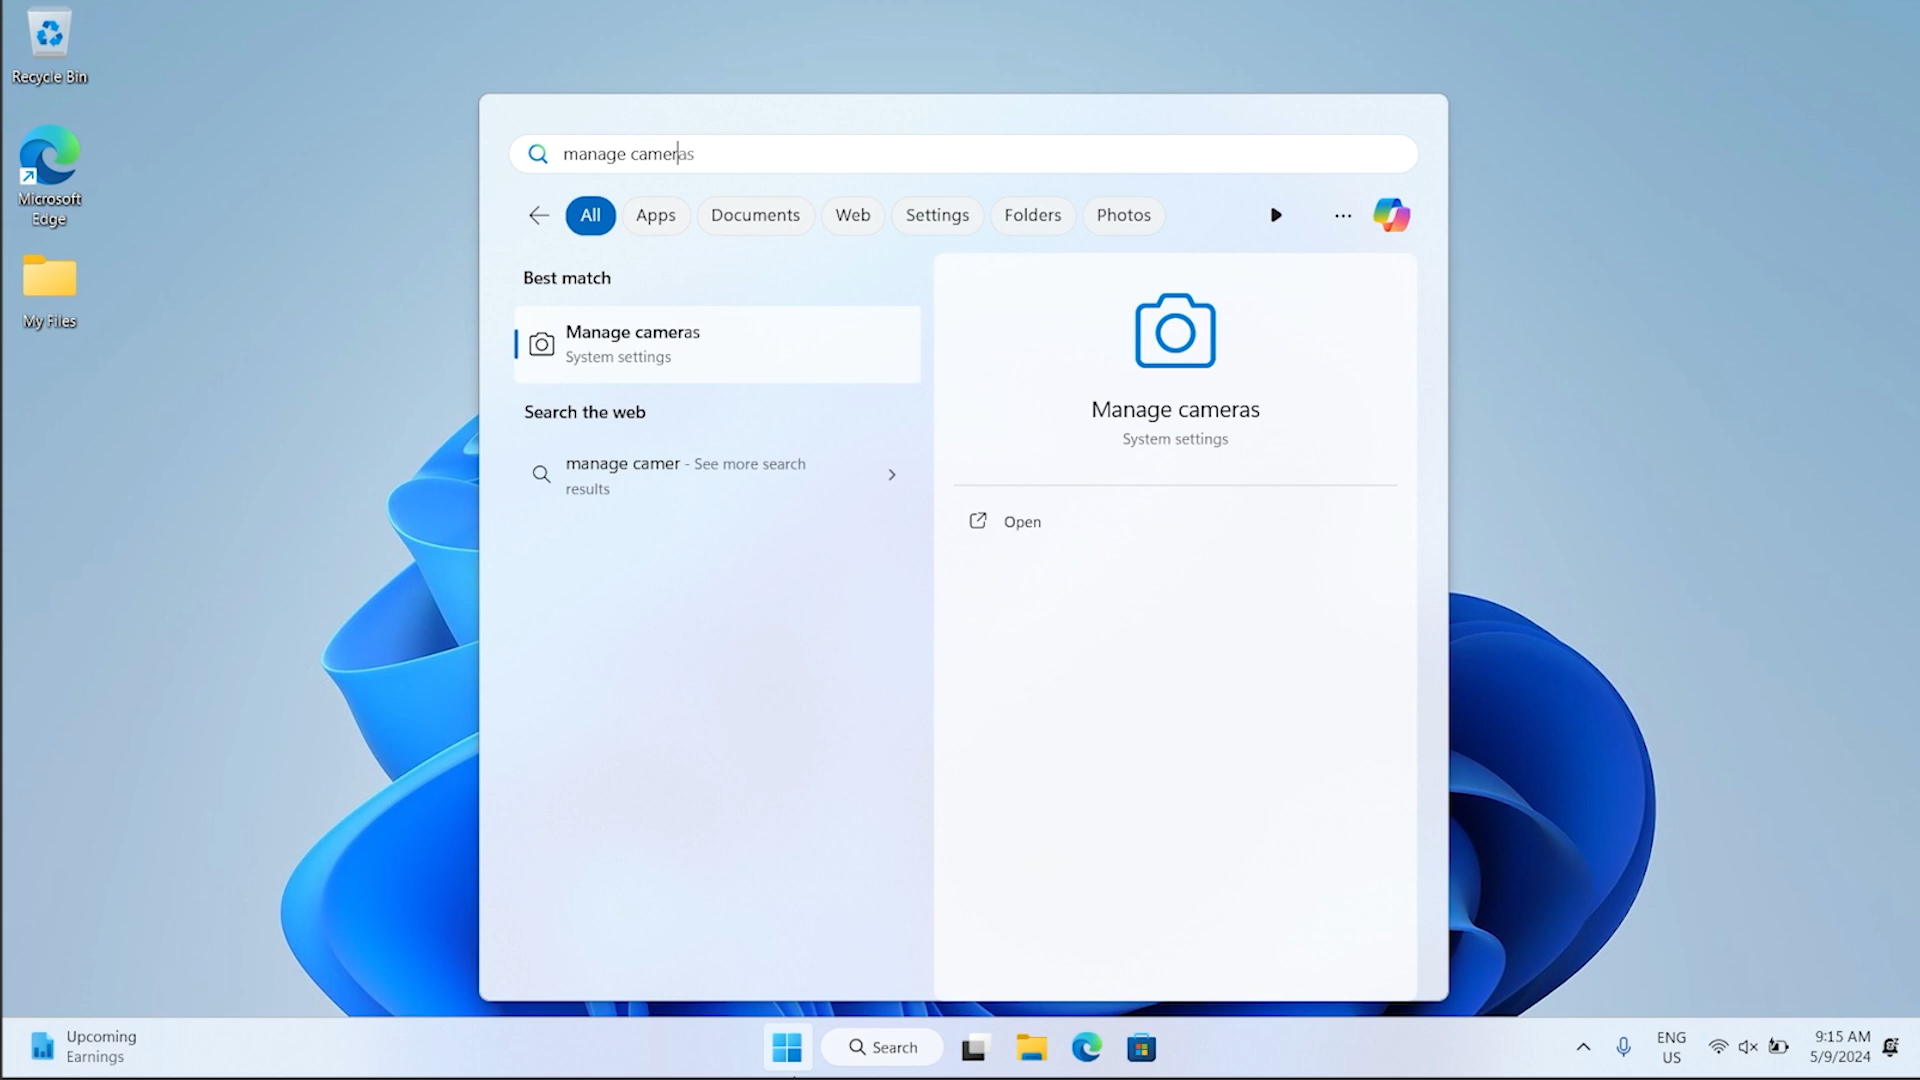 Recycle Bin
Microsoft
Edge
My Files
manage cameras
All
Apps
Documents
Web
Settings
Folders
Photos
Best match
Manage cameras
System settings
Search the web
manage camer - See more search
results
Manage cameras
System settings
Open
Upcoming
Earnings
Search
ENG
US
9:15 AM
5/9/2024